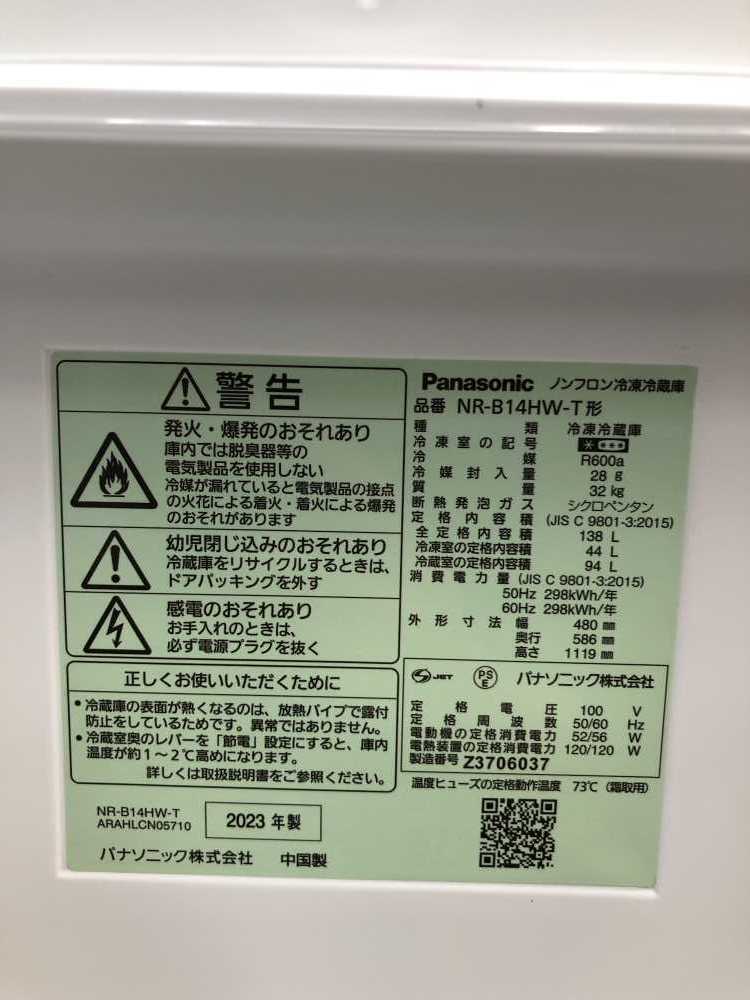 警告
発火・爆発のおそれあり
庫内では脱臭器等の
電気製品を使用しない
冷媒が漏れていると電気製品の接点
の火花による着火・着火による爆発
のおそれがあります
幼児閉じ込みのおそれあり
冷蔵庫をリサイクルするときは、
ドアパッキングを外す
感電のおそれあり
お手入れのときは、
必ず電源プラグを抜く
正しくお使いいただくために
・冷蔵庫の表面が熱くなるのは、放熱パイプで露付
防止をしているためです。異常ではありません。
・冷蔵室奥のレバーを「節電」設定にすると、庫内
温度が約1~2℃高めになります。
詳しくは取扱説明書をご参照ください。
NR-B14HW-T
ARAHLCN05710
2023 年製
パナソニック株式会社 中国製
Panasonic ノンフロン冷凍冷蔵庫
品番 NR-B14HW-T形
種類 冷凍冷蔵庫
冷凍室の記号
冷媒 R600a
冷媒封入量 28 g
質量 32 kg
断熱発泡ガス シクロペンタン
定格内容積 (JIS C 9801-3:2015)
全定格内容積 138 L
冷凍室の定格内容積 44 L
冷蔵室の定格内容積 94 L
消費電力量 (JIS C 9801-3:2015)
50Hz 298kWh/年
60Hz 298kWh/年
外形寸法 幅 480 mm
奥行 586 mm
高さ 1119 mm
JET PSE パナソニック株式会社
定格電圧 100 V
定格周波数 50/60 Hz
電動機の定格消費電力 52/56 W
電熱装置の定格消費電力 120/120 W
製造番号 Z3706037
温度ヒューズの定格動作温度 73℃(霜取用)